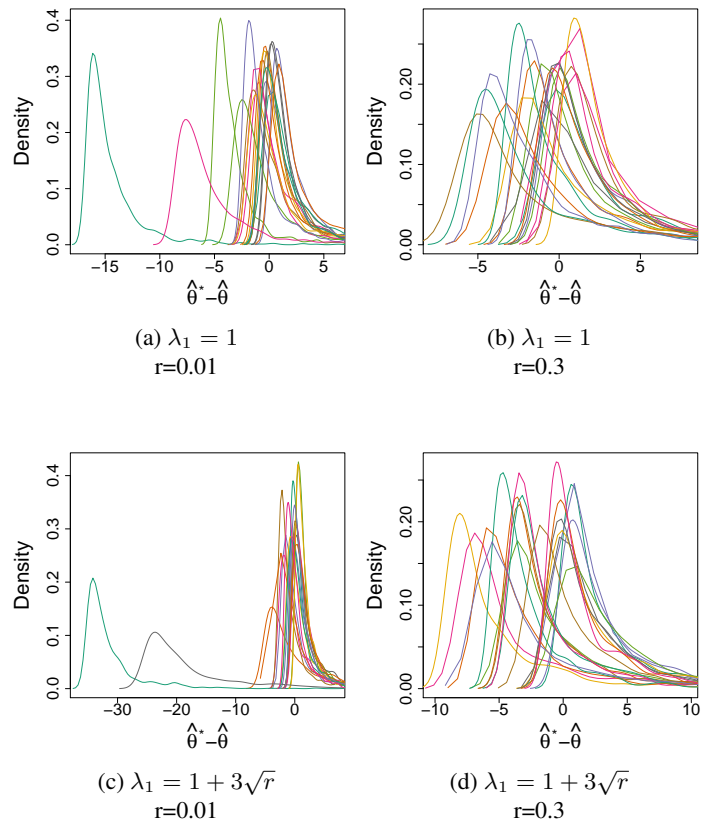 0.4
0.3
0.2
0.1
0.0
Density
−15 −10 −5 0 5
θ̂*−θ̂
(a) λ₁ = 1
r=0.01
0.20
0.10
0.00
Density
−5 0 5
θ̂*−θ̂
(b) λ₁ = 1
r=0.3
0.4
0.3
0.2
0.1
0.0
Density
−30 −20 −10 0
θ̂*−θ̂
(c) λ₁ = 1 + 3√r
r=0.01
0.20
0.10
0.00
Density
−10 −5 0 5 10
θ̂*−θ̂
(d) λ₁ = 1 + 3√r
r=0.3